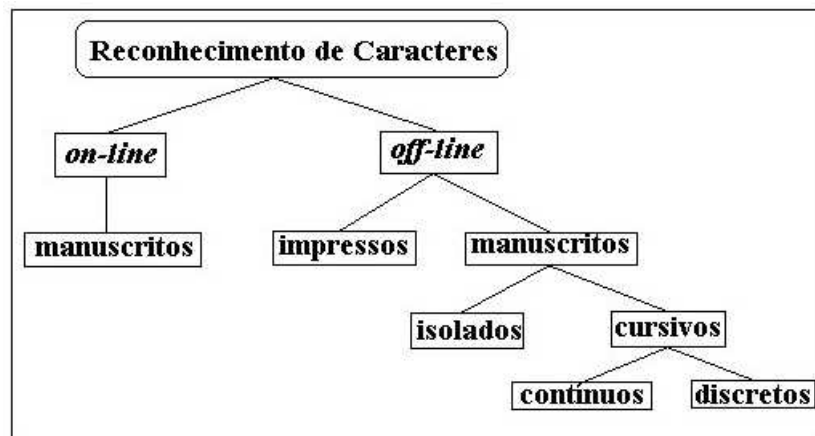 Reconhecimento de Caracteres
on-line
off-line
manuscritos
impressos
manuscritos
isolados
cursivos
contínuos
discretos